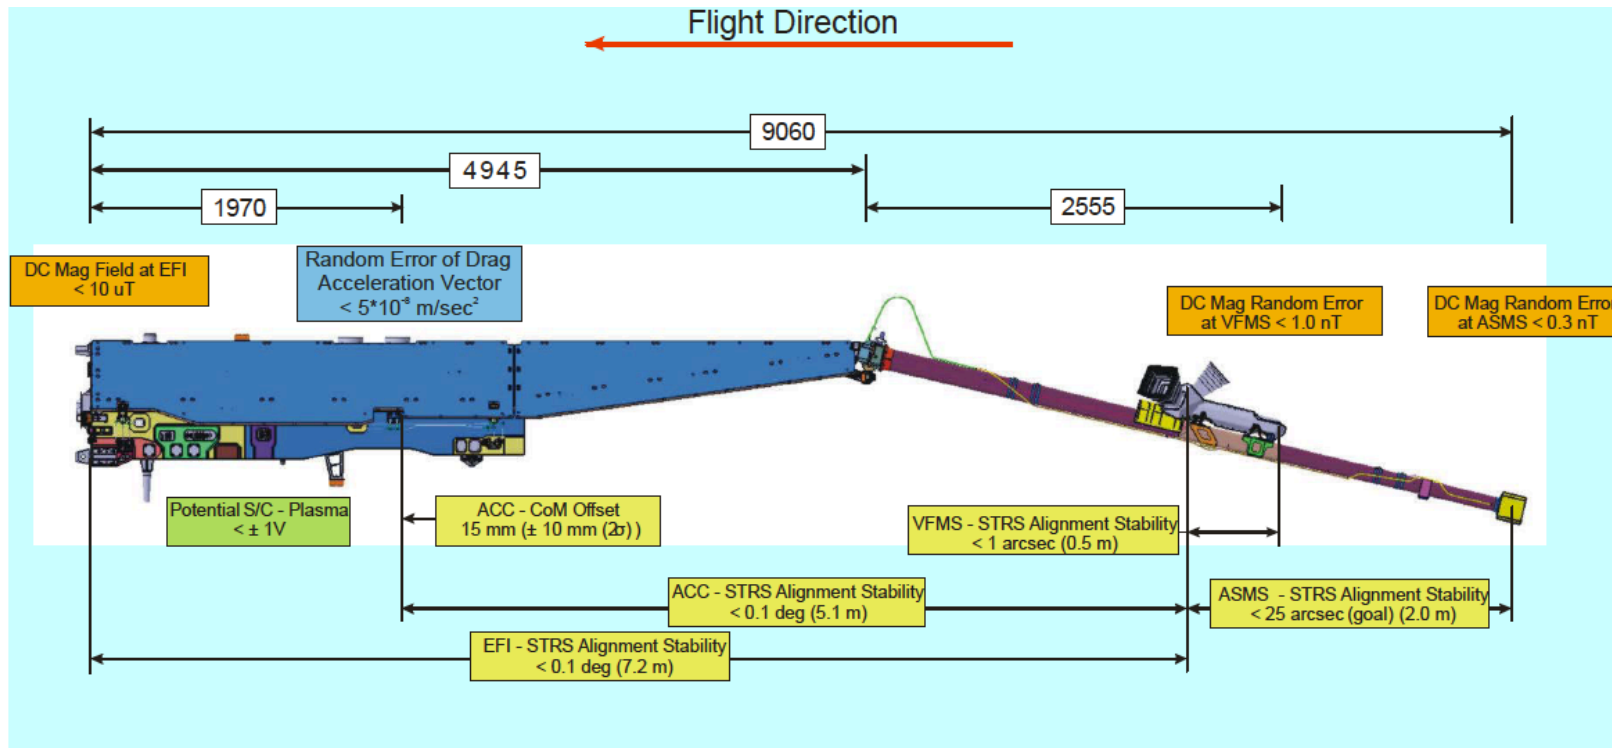 Flight Direction
9060
4945
1970
2555
DC Mag Field at EFI
< 10 uT
Random Error of Drag
Acceleration Vector
< 5*10⁻⁸ m/sec²
DC Mag Random Error
at VFMS < 1.0 nT
DC Mag Random Error
at ASMS < 0.3 nT
Potential S/C - Plasma
< ± 1V
ACC - CoM Offset
15 mm (± 10 mm (2σ) )
VFMS - STRS Alignment Stability
< 1 arcsec (0.5 m)
ACC - STRS Alignment Stability
< 0.1 deg (5.1 m)
ASMS - STRS Alignment Stability
< 25 arcsec (goal) (2.0 m)
EFI - STRS Alignment Stability
< 0.1 deg (7.2 m)